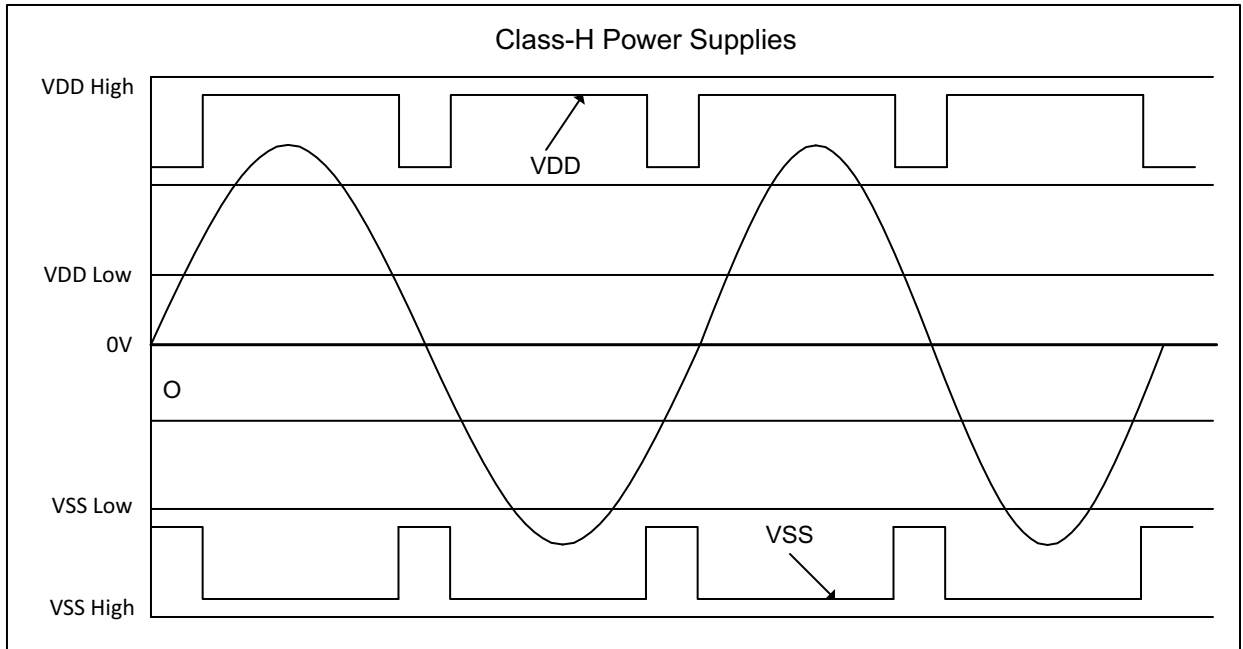 Class-H Power Supplies
VDD High
VDD
VDD Low
0V
O
VSS Low
VSS
VSS High